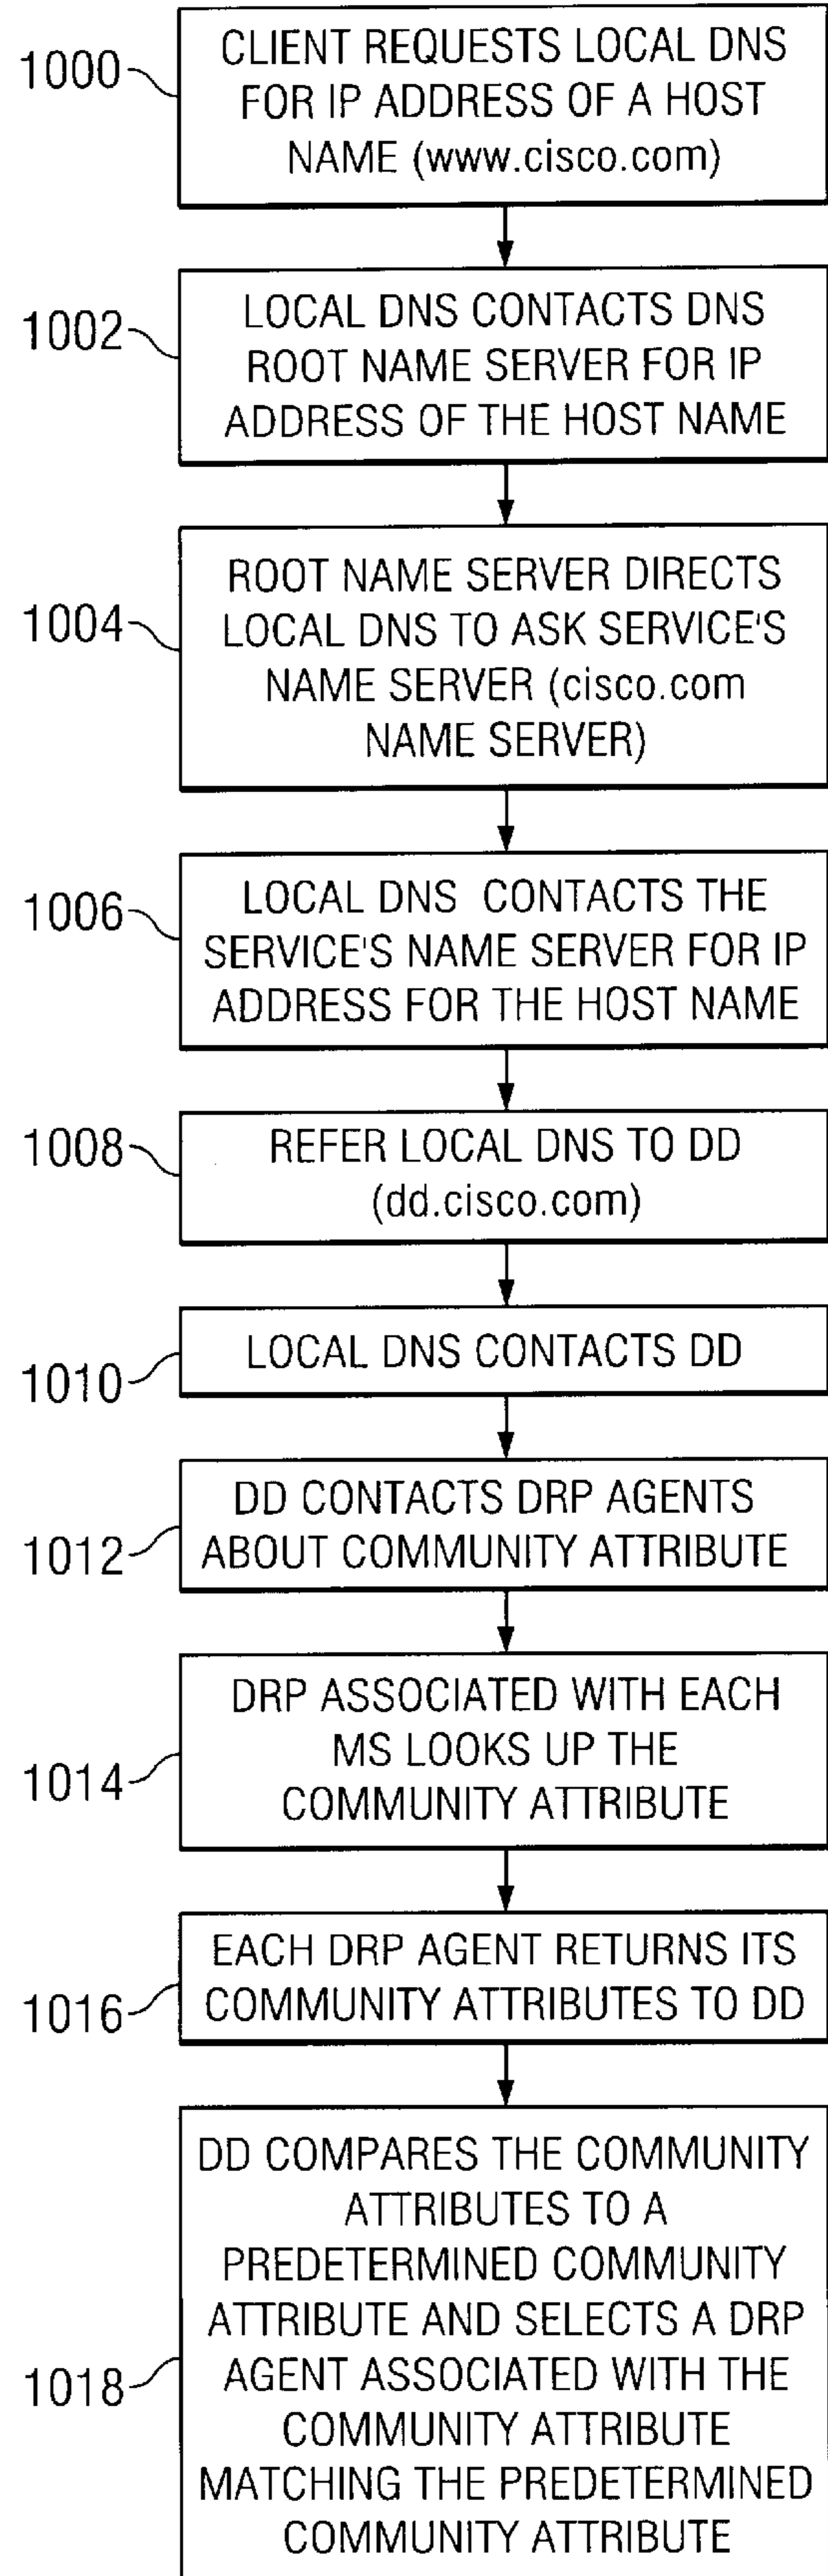 1000
CLIENT REQUESTS LOCAL DNS
FOR IP ADDRESS OF A HOST
NAME (www.cisco.com)
1002
LOCAL DNS CONTACTS DNS
ROOT NAME SERVER FOR IP
ADDRESS OF THE HOST NAME
1004
ROOT NAME SERVER DIRECTS
LOCAL DNS TO ASK SERVICE'S
NAME SERVER (cisco.com
NAME SERVER)
1006
LOCAL DNS CONTACTS THE
SERVICE'S NAME SERVER FOR IP
ADDRESS FOR THE HOST NAME
1008
REFER LOCAL DNS TO DD
(dd.cisco.com)
1010
LOCAL DNS CONTACTS DD
1012
DD CONTACTS DRP AGENTS
ABOUT COMMUNITY ATTRIBUTE
1014
DRP ASSOCIATED WITH EACH
MS LOOKS UP THE
COMMUNITY ATTRIBUTE
1016
EACH DRP AGENT RETURNS ITS
COMMUNITY ATTRIBUTES TO DD
1018
DD COMPARES THE COMMUNITY
ATTRIBUTES TO A
PREDETERMINED COMMUNITY
ATTRIBUTE AND SELECTS A DRP
AGENT ASSOCIATED WITH THE
COMMUNITY ATTRIBUTE
MATCHING THE PREDETERMINED
COMMUNITY ATTRIBUTE